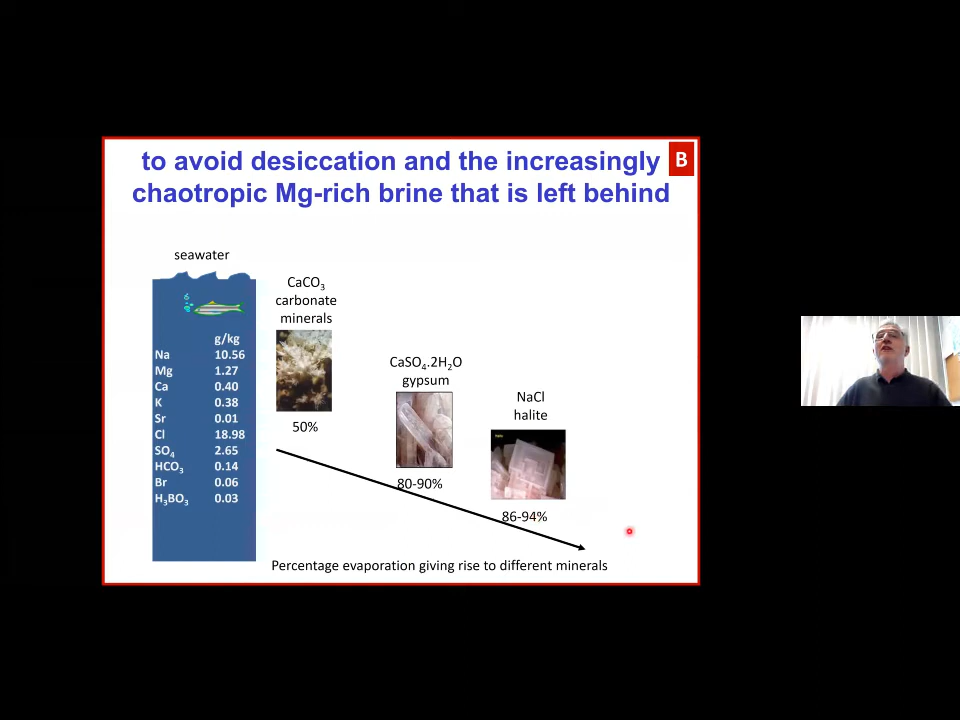 to avoid desiccation and the increasingly
chaotropic Mg-rich brine that is left behind
B
seawater
g/kg
Na 10.56
Mg 1.27
Ca 0.40
K 0.38
Sr 0.01
Cl 18.98
SO₄ 2.65
HCO₃ 0.14
Br 0.06
H₃BO₃ 0.03
CaCO₃
carbonate
minerals
50%
CaSO₄.2H₂O
gypsum
80-90%
NaCl
halite
86-94%
Percentage evaporation giving rise to different minerals